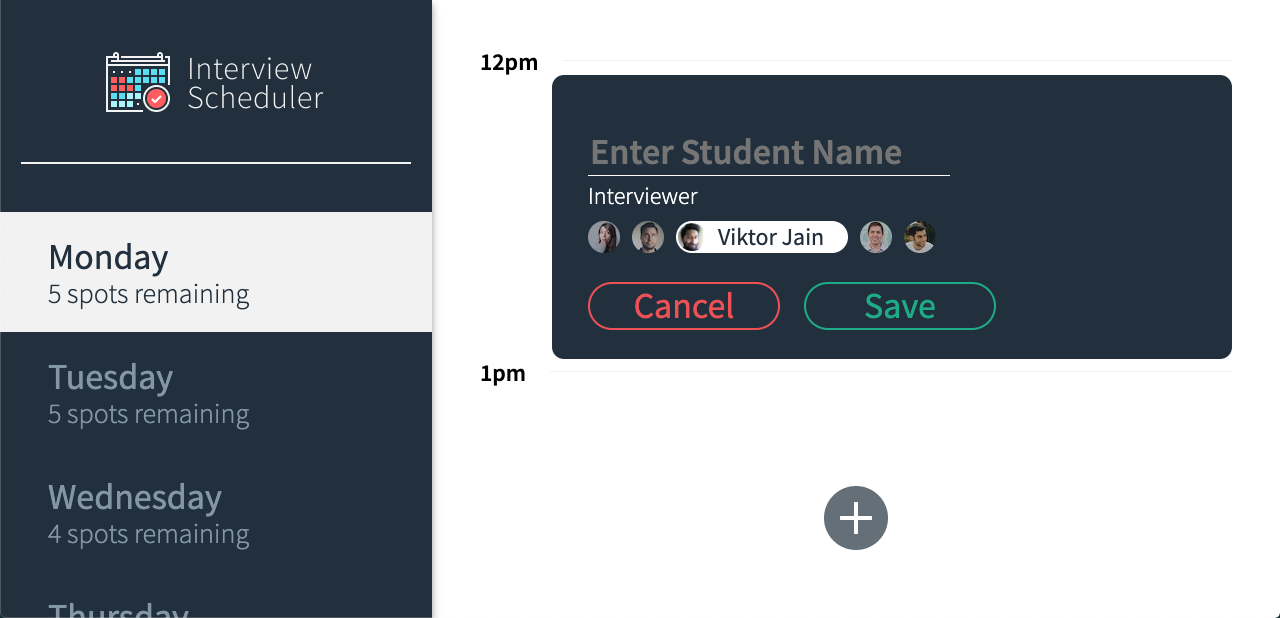 Interview
Scheduler
Monday
5 spots remaining
Tuesday
5 spots remaining
Wednesday
4 spots remaining
Thursday
12pm
Enter Student Name
Interviewer
Viktor Jain
Cancel
Save
1pm